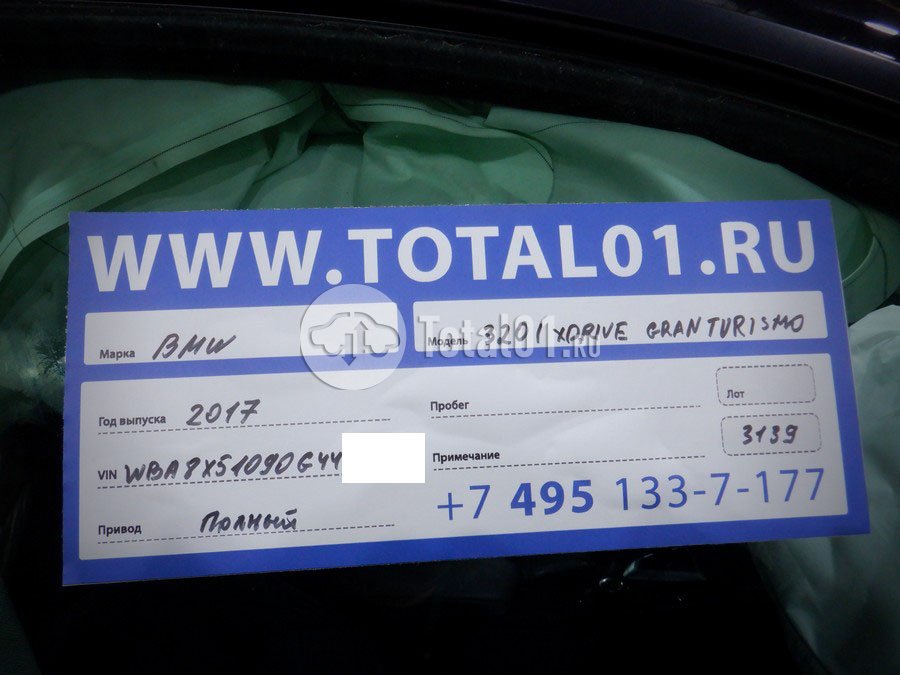 WWW.TOTAL01.RU
Марка BMW
Модель 320I XDRIVE GRAN TURISMO
Total01.RU
Год выпуска 2017
Пробег
Лот
3139
VIN WBA8X51090G44
Примечание
Привод Полный
+7 495 133-7-177